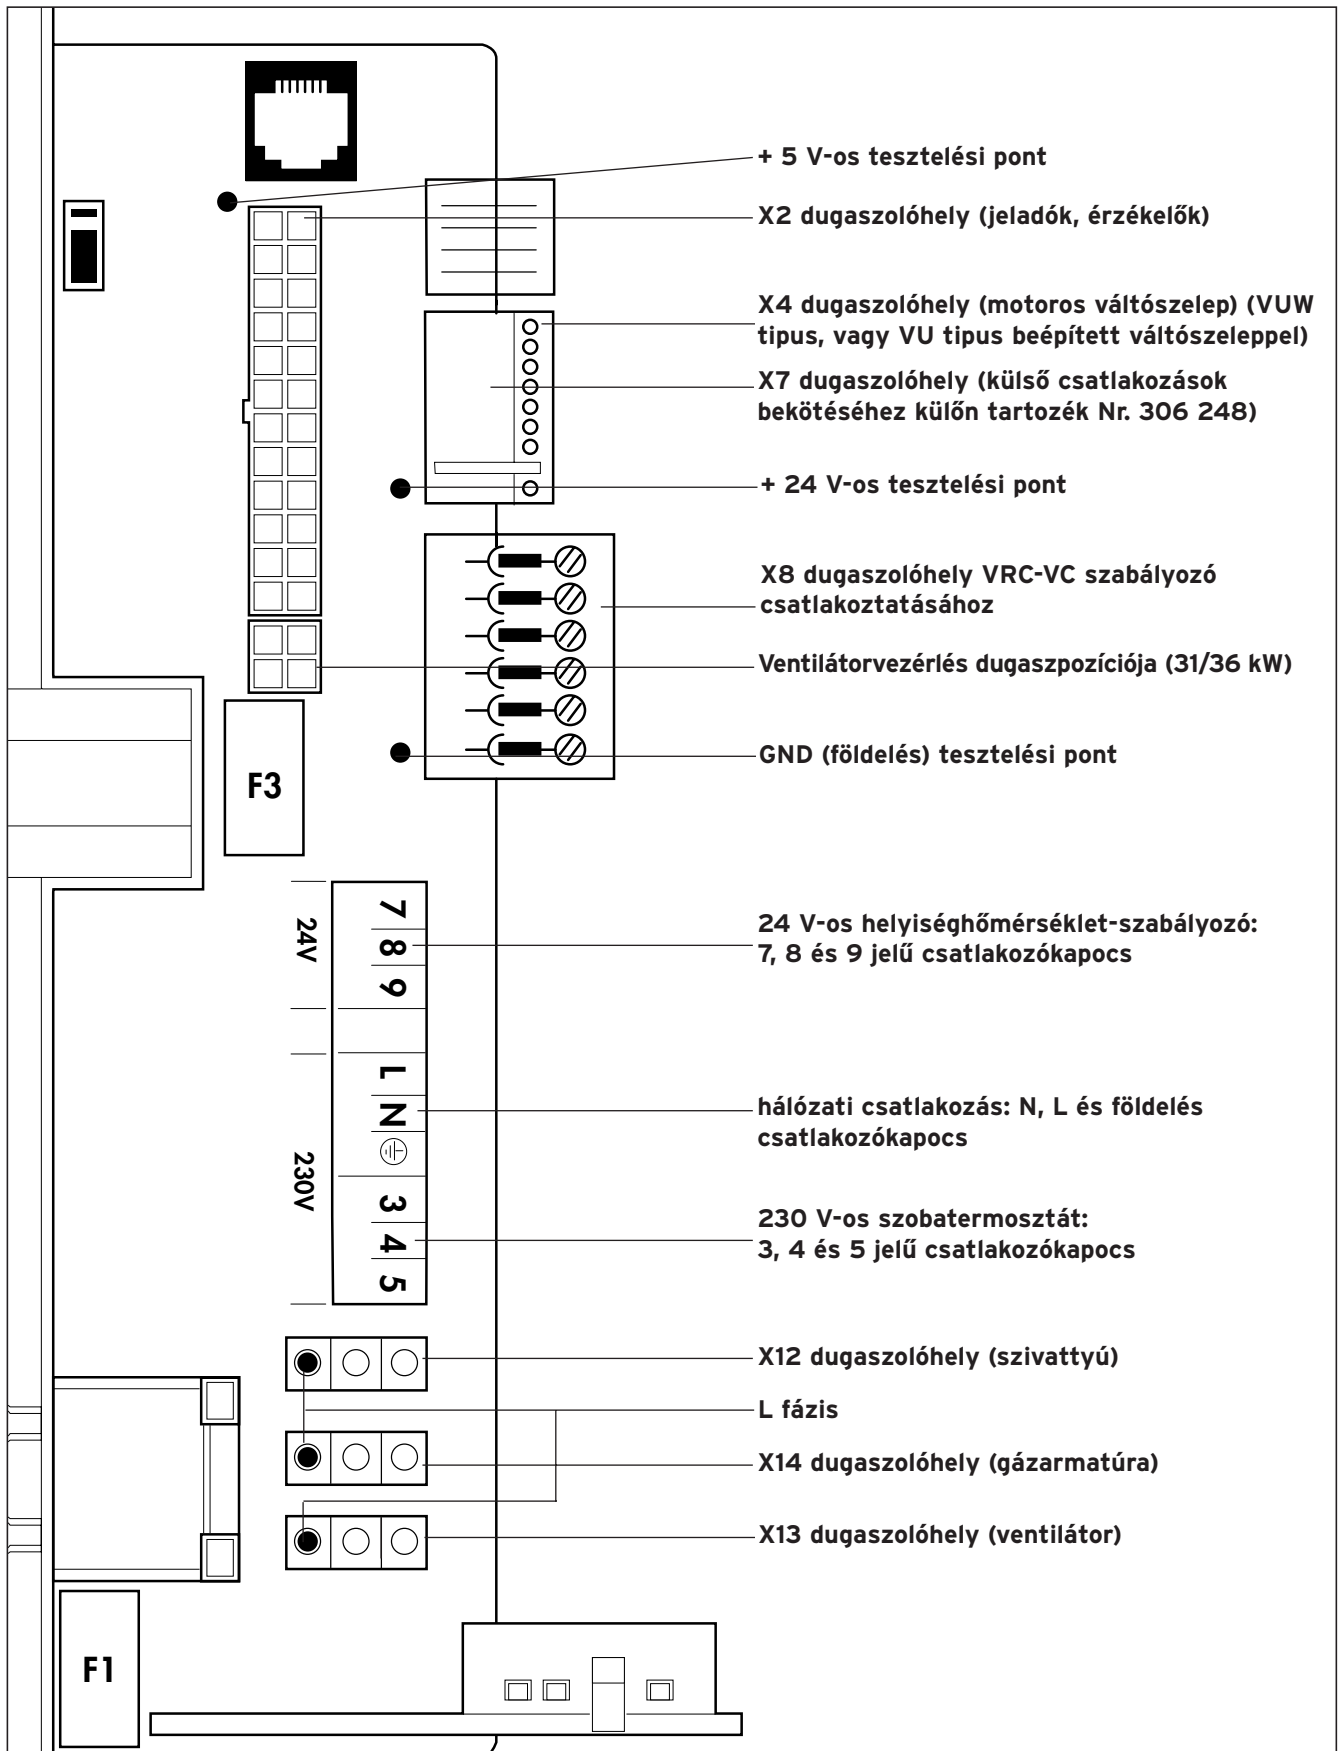 + 5 V-os tesztelési pont
X2 dugaszolóhely (jeladók, érzékelők)
X4 dugaszolóhely (motoros váltószelep) (VUW
tipus, vagy VU tipus beépített váltószeleppel)
X7 dugaszolóhely (külső csatlakozások
bekötéséhez külőn tartozék Nr. 306 248)
+ 24 V-os tesztelési pont
X8 dugaszolóhely VRC-VC szabályozó
csatlakoztatásához
Ventilátorvezérlés dugaszpozíciója (31/36 kW)
GND (földelés) tesztelési pont
F3
24V
7
8
9
24 V-os helyiséghőmérséklet-szabályozó:
7, 8 és 9 jelű csatlakozókapocs
230V
L
N
hálózati csatlakozás: N, L és földelés
csatlakozókapocs
3
4
5
230 V-os szobatermosztát:
3, 4 és 5 jelű csatlakozókapocs
X12 dugaszolóhely (szivattyú)
L fázis
X14 dugaszolóhely (gázarmatúra)
X13 dugaszolóhely (ventilátor)
F1